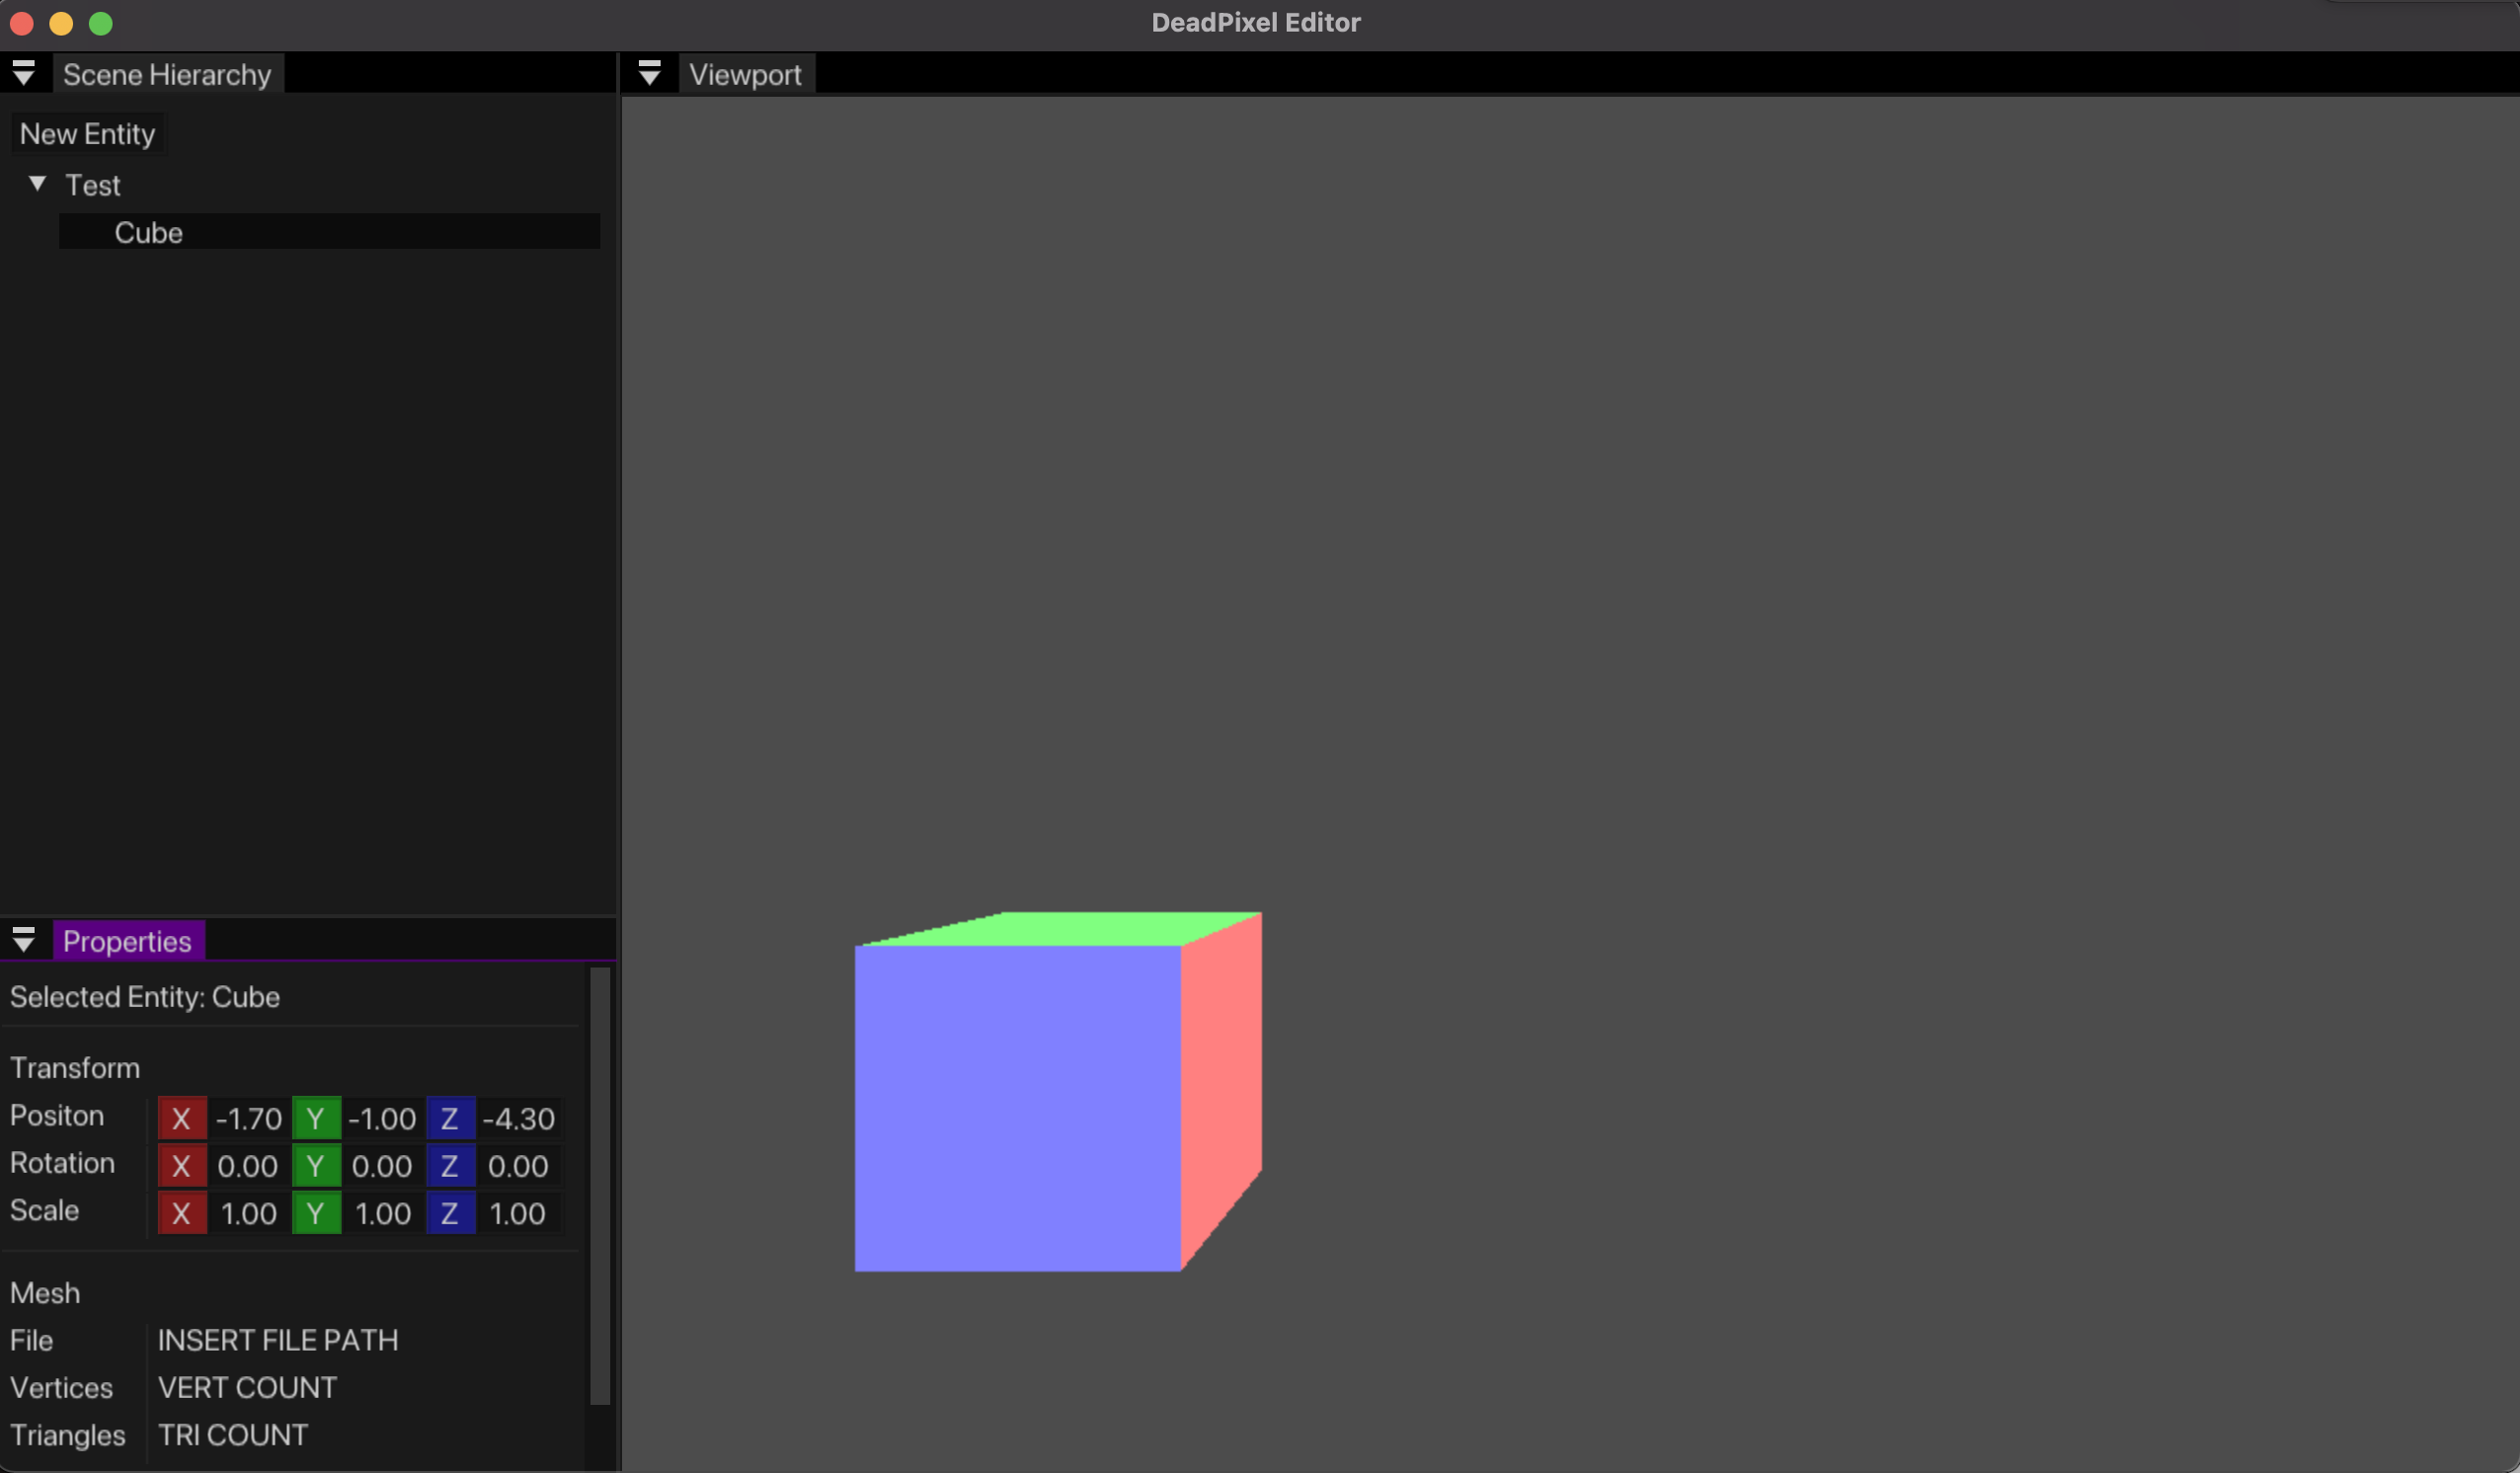 DeadPixel Editor
Scene Hierarchy
New Entity
Test
Cube
Viewport
Properties
Selected Entity: Cube
Transform
Positon X -1.70 Y -1.00 Z -4.30
Rotation X 0.00 Y 0.00 Z 0.00
Scale X 1.00 Y 1.00 Z 1.00
Mesh
File INSERT FILE PATH
Vertices VERT COUNT
Triangles TRI COUNT